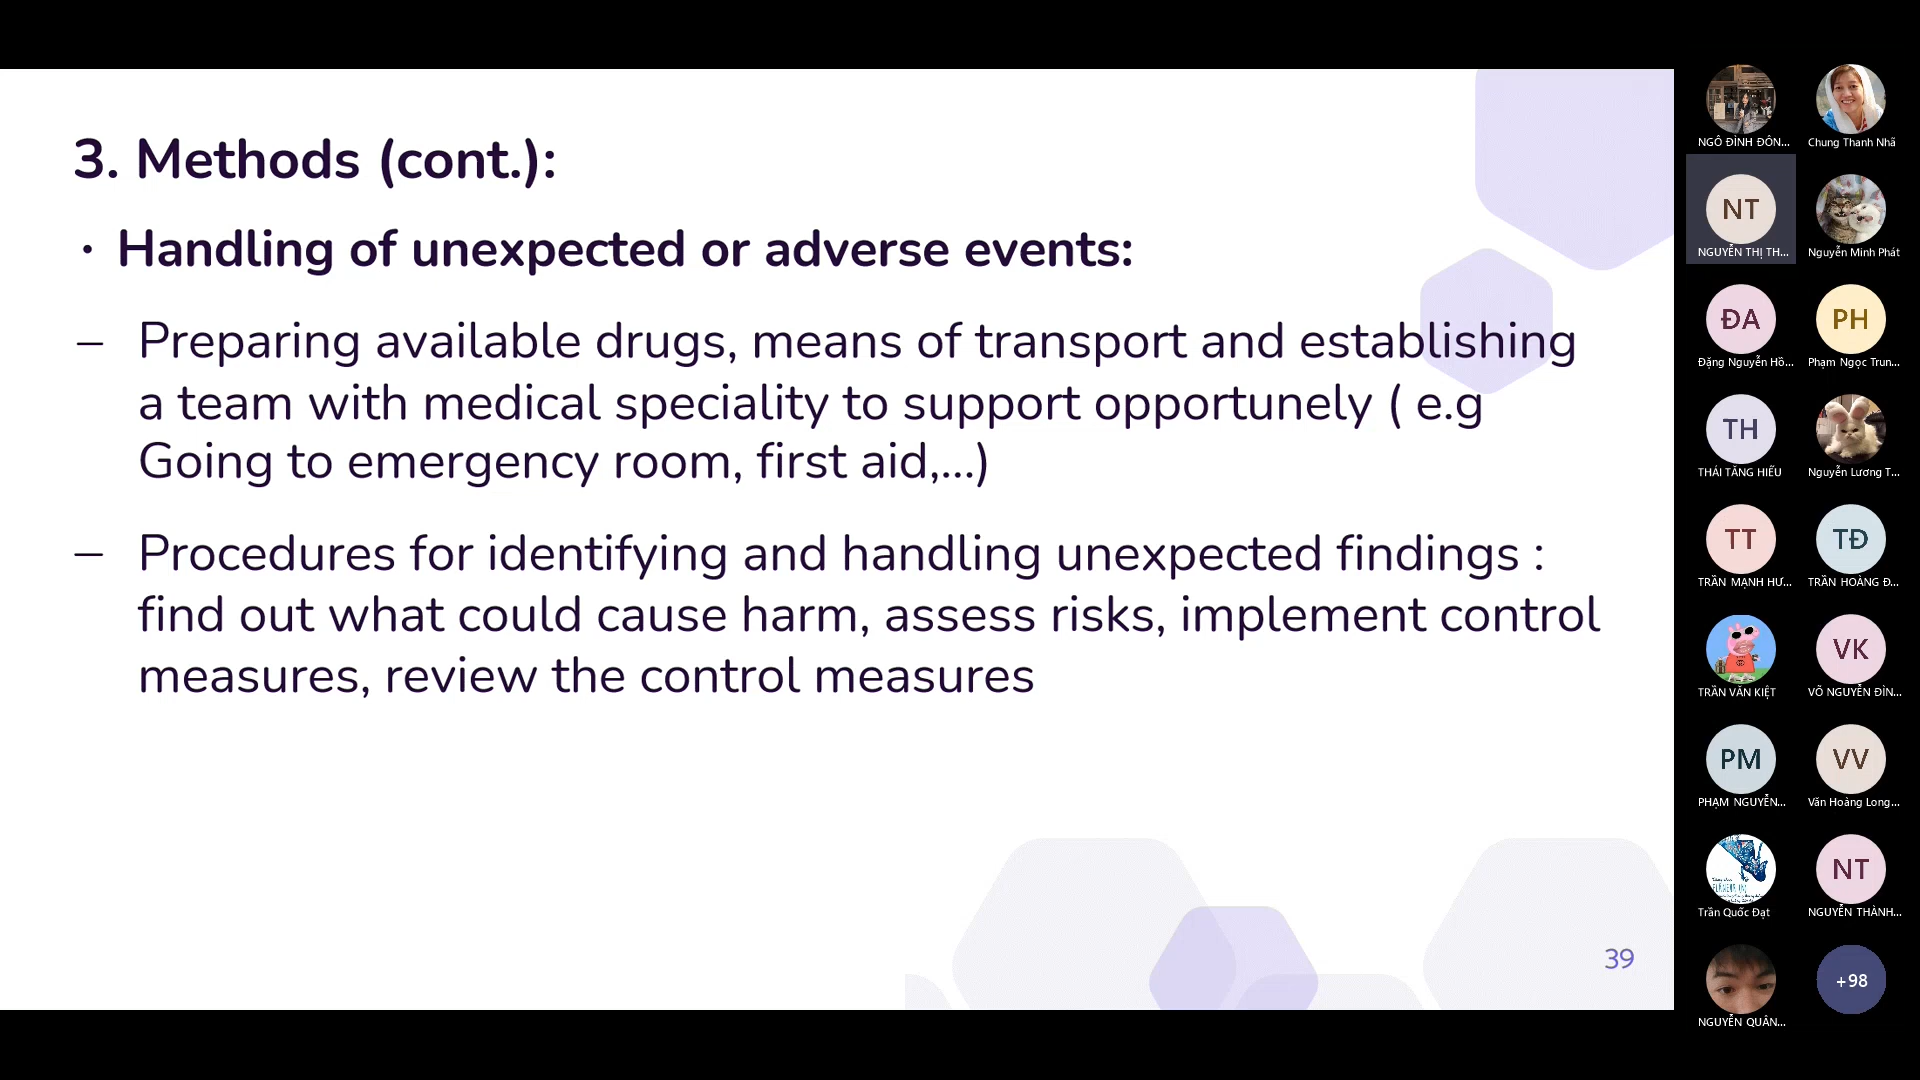 3. Methods (cont.):
• Handling of unexpected or adverse events:
– Preparing available drugs, means of transport and establishing
a team with medical speciality to support opportunely ( e.g
Going to emergency room, first aid,...)
– Procedures for identifying and handling unexpected findings :
find out what could cause harm, assess risks, implement control
measures, review the control measures
39
NGÔ ĐÌNH ĐÔN...
Chung Thanh Nhã
NT
NGUYỄN THỊ TH...
Nguyễn Minh Phát
ĐA
Đặng Nguyễn Hồ...
PH
Phạm Ngọc Trun...
TH
THÁI TĂNG HIẾU
Nguyễn Lương T...
TT
TRẦN MẠNH HƯ...
TĐ
TRẦN HOÀNG Đ...
TRẦN VĂN KIỆT
VK
VÕ NGUYỄN ĐÌN...
PM
PHẠM NGUYỄN...
VV
Văn Hoàng Long...
Trần Quốc Đạt
NT
NGUYỄN THÀNH...
NGUYỄN QUÂN...
+98